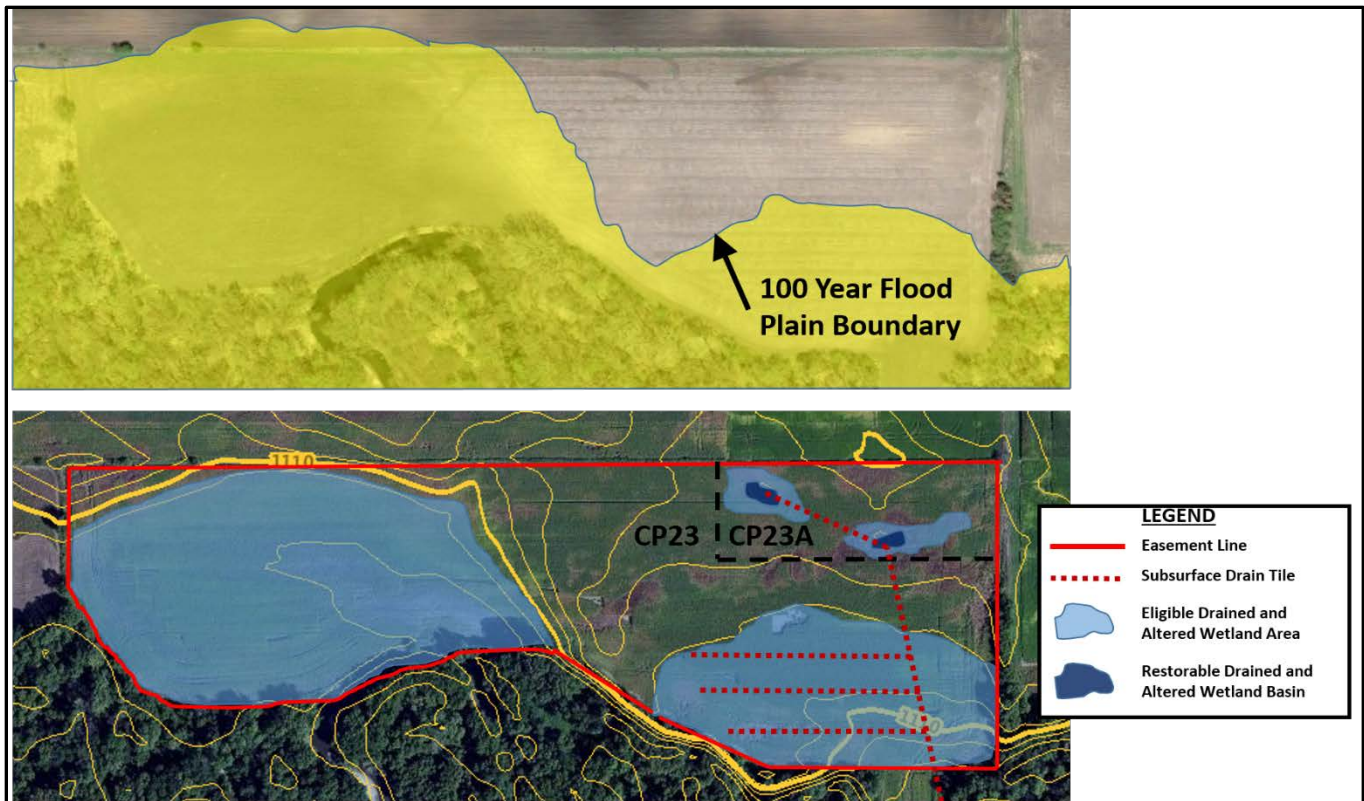 100 Year Flood
Plain Boundary
1110
CP23
CP23A
1110
LEGEND
Easement Line
Subsurface Drain Tile
Eligible Drained and
Altered Wetland Area
Restorable Drained and
Altered Wetland Basin